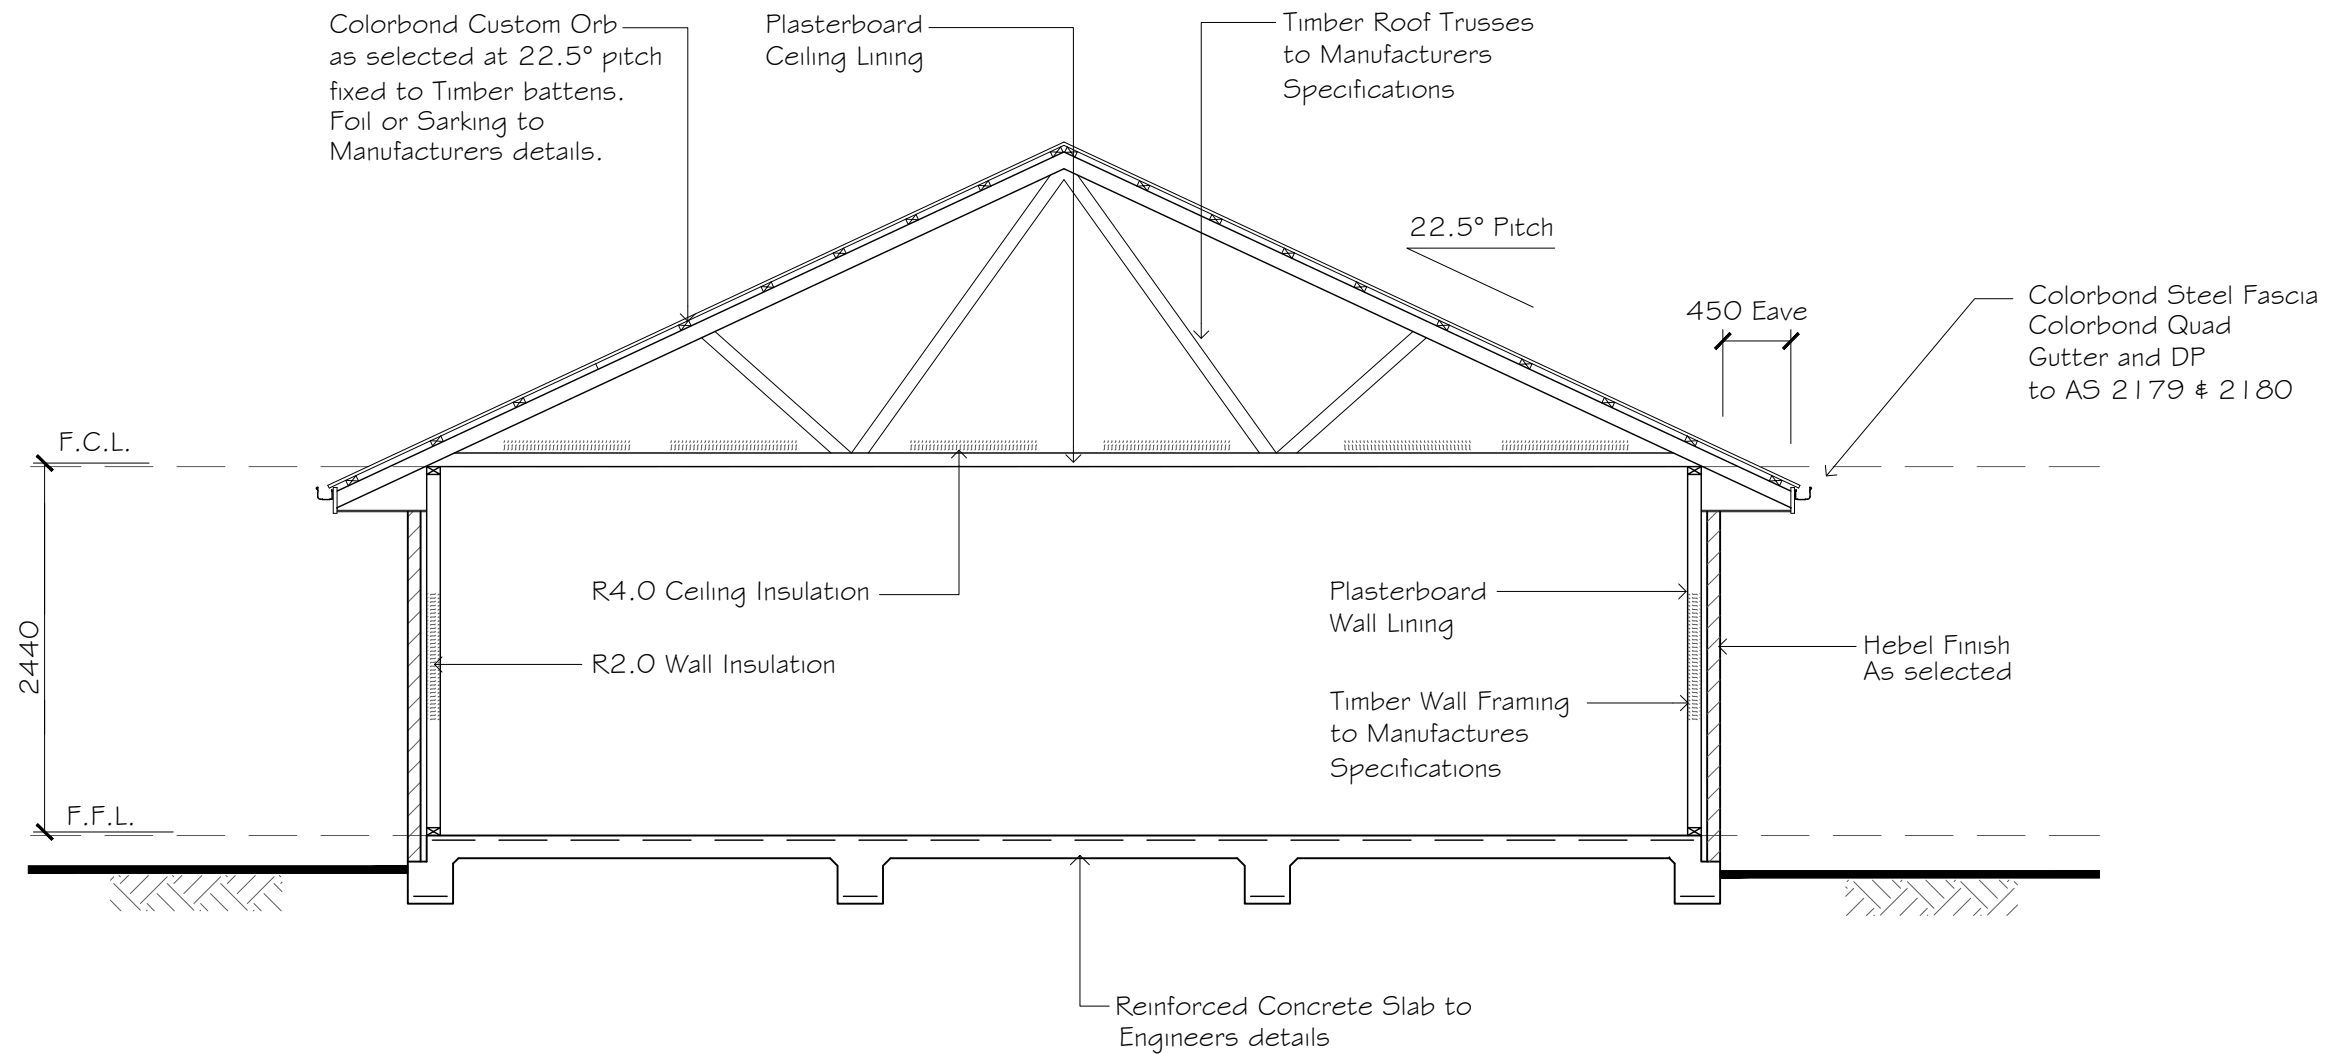 Colorbond Custom Orb
as selected at 22.5° pitch
fixed to Timber battens.
Foil or Sarking to
Manufacturers details.
Plasterboard
Ceiling Lining
Timber Roof Trusses
to Manufacturers
Specifications
22.5° Pitch
450 Eave
Colorbond Steel Fascia
Colorbond Quad
Gutter and DP
to AS 2179 & 2180
F.C.L.
2440
F.F.L.
R4.0 Ceiling Insulation
R2.0 Wall Insulation
Plasterboard
Wall Lining
Timber Wall Framing
to Manufactures
Specifications
Hebel Finish
As selected
Reinforced Concrete Slab to
Engineers details